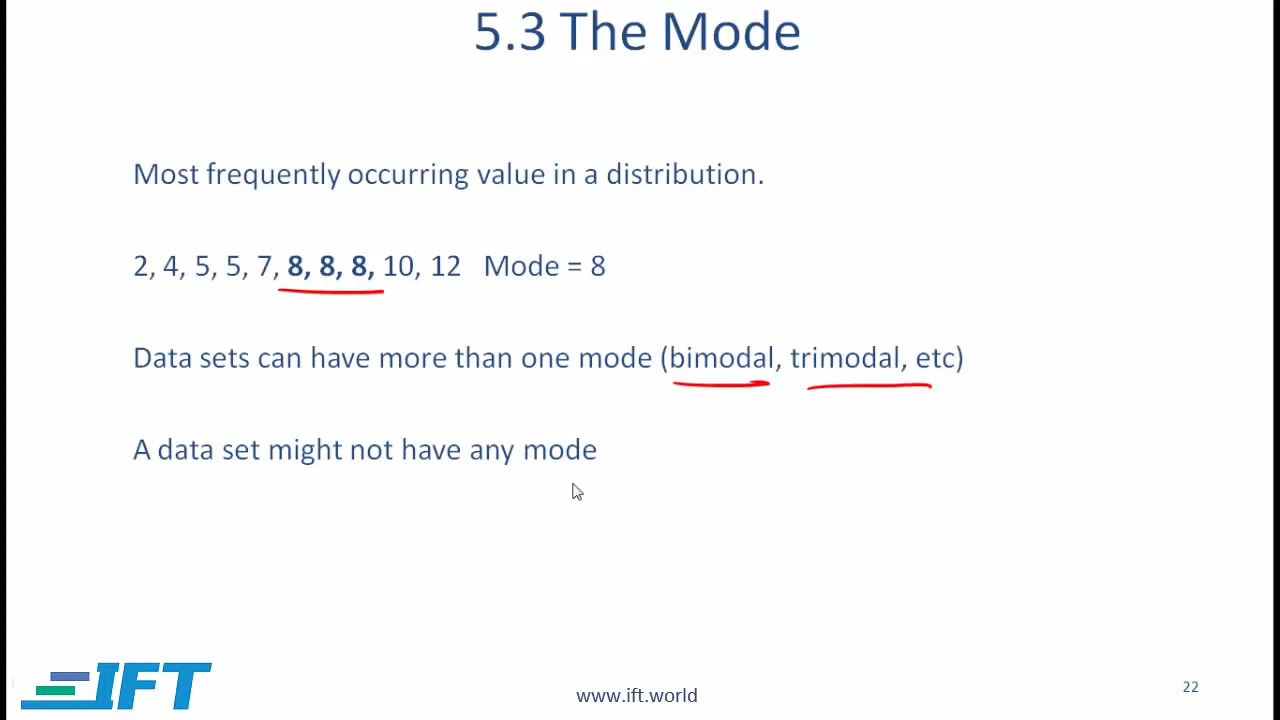 5.3 The Mode
Most frequently occurring value in a distribution.
2, 4, 5, 5, 7, 8, 8, 8, 10, 12 Mode = 8
Data sets can have more than one mode (bimodal, trimodal, etc)
A data set might not have any mode
IFT
www.ift.world
22